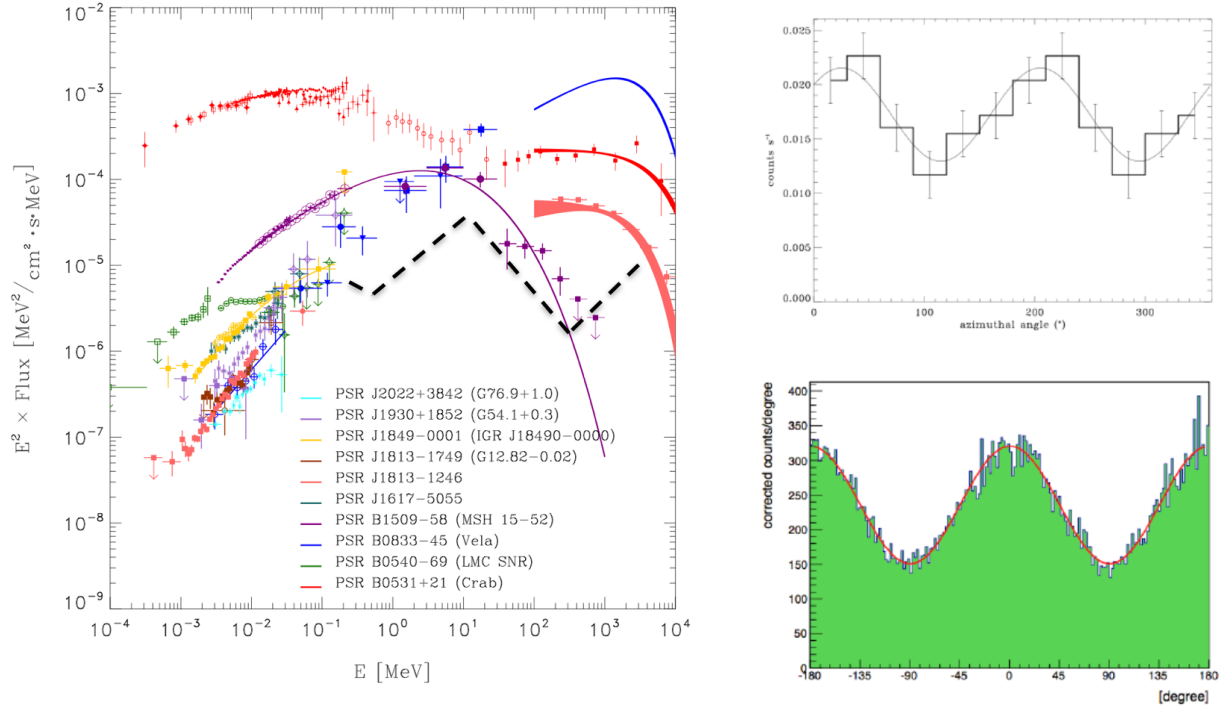 E² × Flux [MeV²/cm²·s·MeV]
10⁻²
10⁻³
10⁻⁴
10⁻⁵
10⁻⁶
10⁻⁷
10⁻⁸
10⁻⁹
PSR J2022+3842 (G76.9+1.0)
PSR J1930+1852 (G54.1+0.3)
PSR J1849-0001 (IGR J18490-0000)
PSR J1813-1749 (G12.82-0.02)
PSR J1813-1246
PSR J1617-5055
PSR B1509-58 (MSH 15-52)
PSR B0833-45 (Vela)
PSR B0540-69 (LMC SNR)
PSR B0531+21 (Crab)
10⁻⁴ 10⁻³ 10⁻² 10⁻¹ 10⁰ 10¹ 10² 10³ 10⁴
E [MeV]
counts s⁻¹
0.025
0.020
0.015
0.010
0.005
0.000
0 100 200 300
azimuthal angle (°)
corrected counts/degree
400
350
300
250
200
150
100
50
0
-180 -135 -90 -45 0 45 90 135 180
[degree]